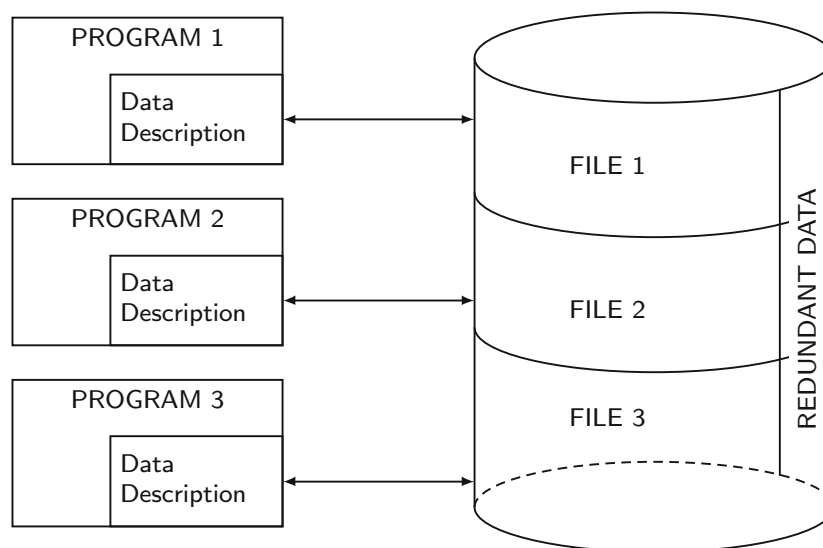 PROGRAM 1
Data
Description
FILE 1
PROGRAM 2
Data
Description
FILE 2
PROGRAM 3
Data
Description
FILE 3
REDUNDANT DATA